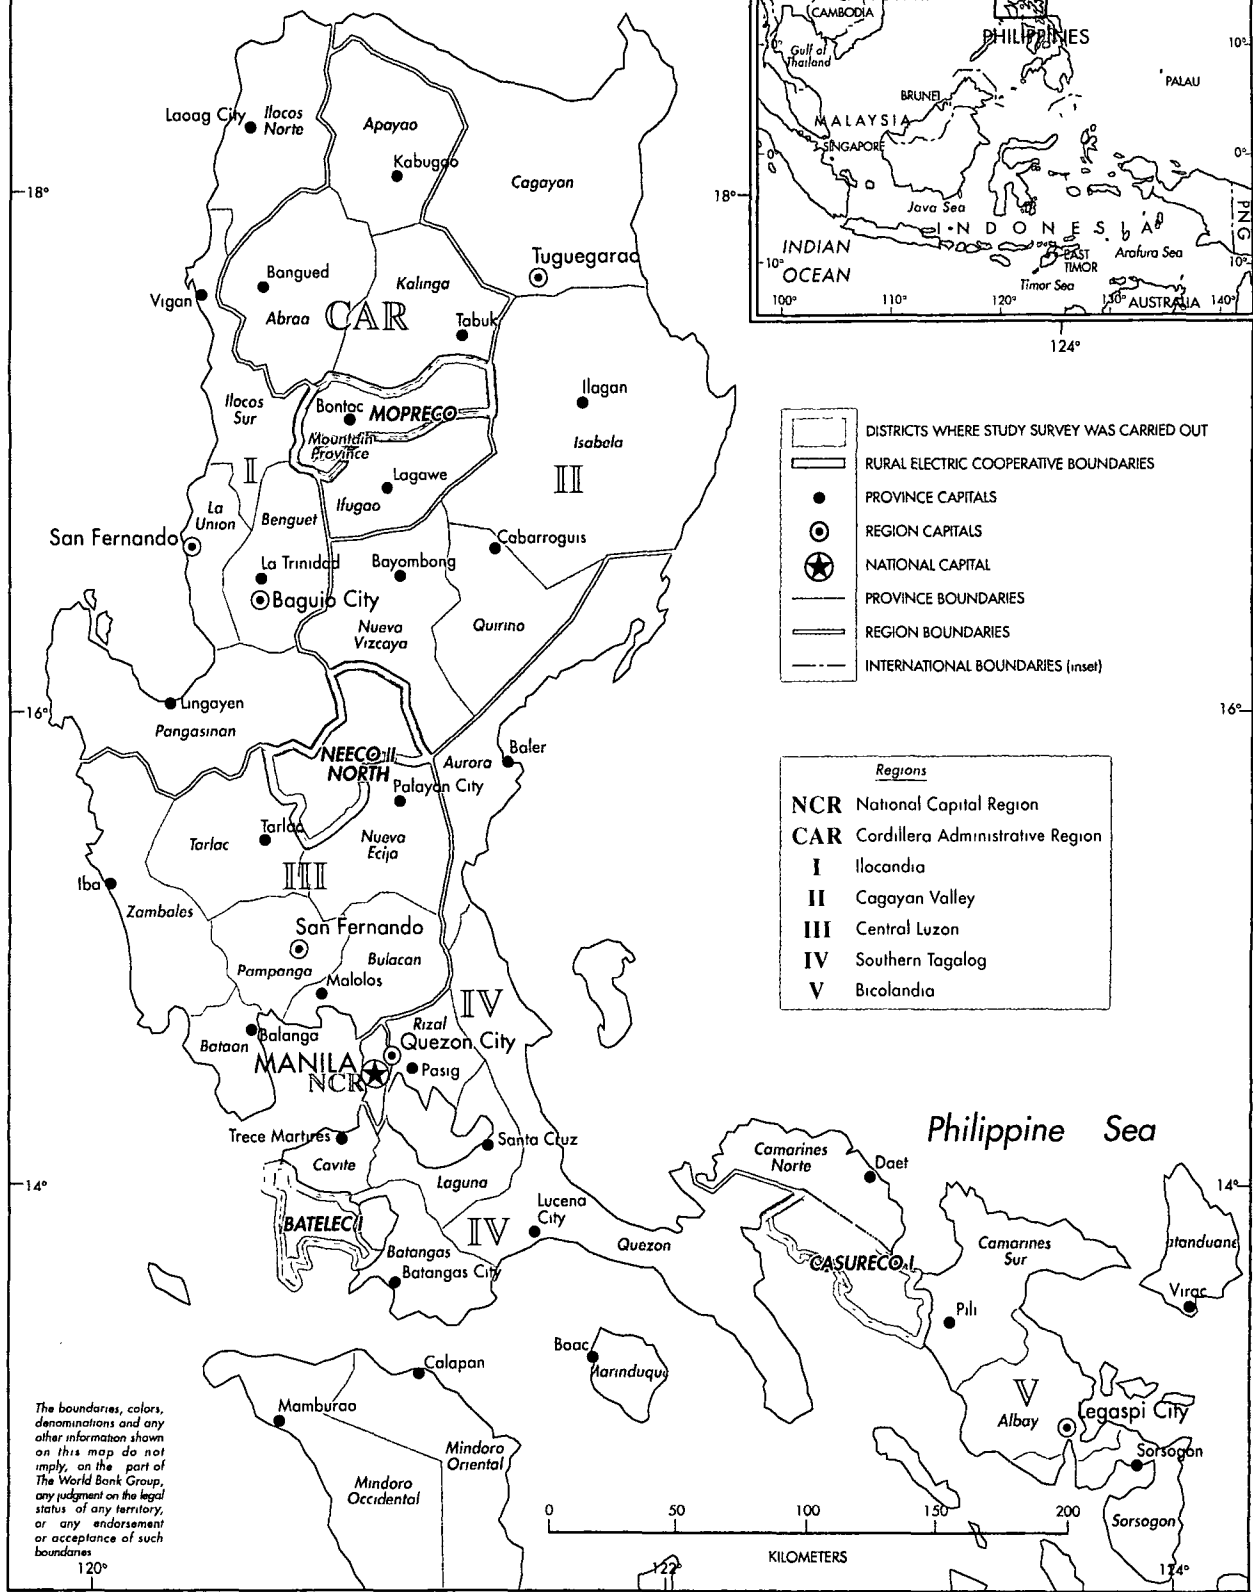 CAMBODIA
PHILIPPINES
10°
10°
Gulf of
Thailand
PALAU
BRUNEI
MALAYSIA
SINGAPORE
0°
0°
Java Sea
INDONESIA
PNG
INDIAN
OCEAN
EAST
TIMOR
Arafura Sea
10°
10°
Timor Sea
100°
110°
120°
130°
AUSTRALIA
140°
124°
Laoag City
Ilocos
Norte
Apayao
Kabugao
Cagayan
18°
18°
Tuguegarao
Bangued
Kalinga
Vigan
Abraa
CAR
Tabuk
Ilagan
Ilocos
Sur
Bontoc
MOPRECO
Mountain
Province
Isabela
I
II
Lagawe
La
Union
Benguet
Ifugao
San Fernando
Cabarroguis
La Trinidad
Bayombong
Baguio City
Nueva
Vizcaya
Quirino
Lingayen
Pangasinan
16°
16°
NEECO II
NORTH
Aurora
Baler
Palayan City
Tarlac
Tarlac
Nueva
Ecija
III
Iba
Zambales
San Fernando
Pampanga
Bulacan
Malolos
IV
Bataan
Balanga
Rizal
Quezon City
MANILA
NCR
Pasig
Trece Martires
Santa Cruz
Cavite
Laguna
14°
14°
BATELEC I
IV
Lucena
City
Batangas
Batangas City
Quezon
Camarines
Norte
Daet
Philippine Sea
CASURECO I
Camarines
Sur
atanduane
Virac
Pili
Boac
Marinduque
Calapan
Mamburao
Mindoro
Oriental
Mindoro
Occidental
V
Albay
Legaspi City
Sorsogon
Sorsogon
DISTRICTS WHERE STUDY SURVEY WAS CARRIED OUT
RURAL ELECTRIC COOPERATIVE BOUNDARIES
PROVINCE CAPITALS
REGION CAPITALS
NATIONAL CAPITAL
PROVINCE BOUNDARIES
REGION BOUNDARIES
INTERNATIONAL BOUNDARIES (inset)
Regions
NCR National Capital Region
CAR Cordillera Administrative Region
I Ilocandia
II Cagayan Valley
III Central Luzon
IV Southern Tagalog
V Bicolandia
The boundaries, colors,
denominations and any
other information shown
on this map do not
imply, on the part of
The World Bank Group,
any judgment on the legal
status of any territory,
or any endorsement
or acceptance of such
boundaries
0 50 100 150 200
KILOMETERS
120°
122°
124°